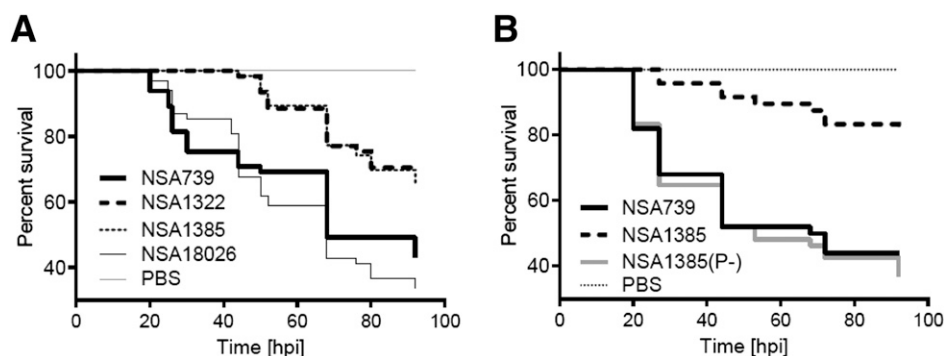 A
Percent survival
100
80
60
40
NSA739
NSA1322
NSA1385
NSA18026
PBS
0 20 40 60 80 100
Time [hpi]
B
Percent survival
100
80
60
40
NSA739
NSA1385
NSA1385(P-)
PBS
0 20 40 60 80 100
Time [hpi]